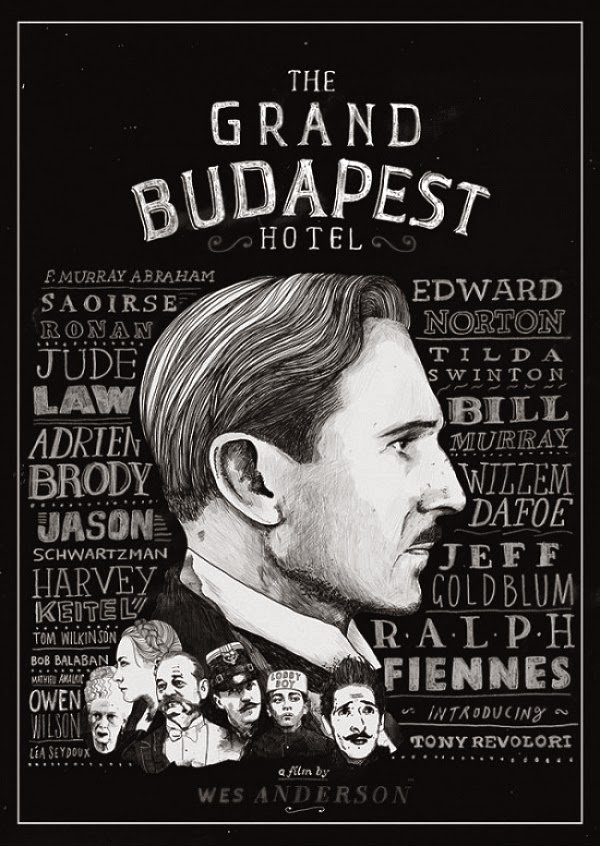 THE
GRAND
BUDAPEST
HOTEL
F. MURRAY ABRAHAM
SAOIRSE
RONAN
JUDE
LAW
ADRIEN
BRODY
JASON
SCHWARTZMAN
HARVEY
KEITEL
TOM WILKINSON
BOB BALABAN
MATHIEU AMALRIC
OWEN
WILSON
LÉA SEYDOUX
EDWARD
NORTON
TILDA
SWINTON
BILL
MURRAY
WILLEM
DAFOE
JEFF
GOLDBLUM
R·A·L·P·H
FIENNES
INTRODUCING
TONY REVOLORI
LOBBY
BOY
a film by
WES ANDERSON